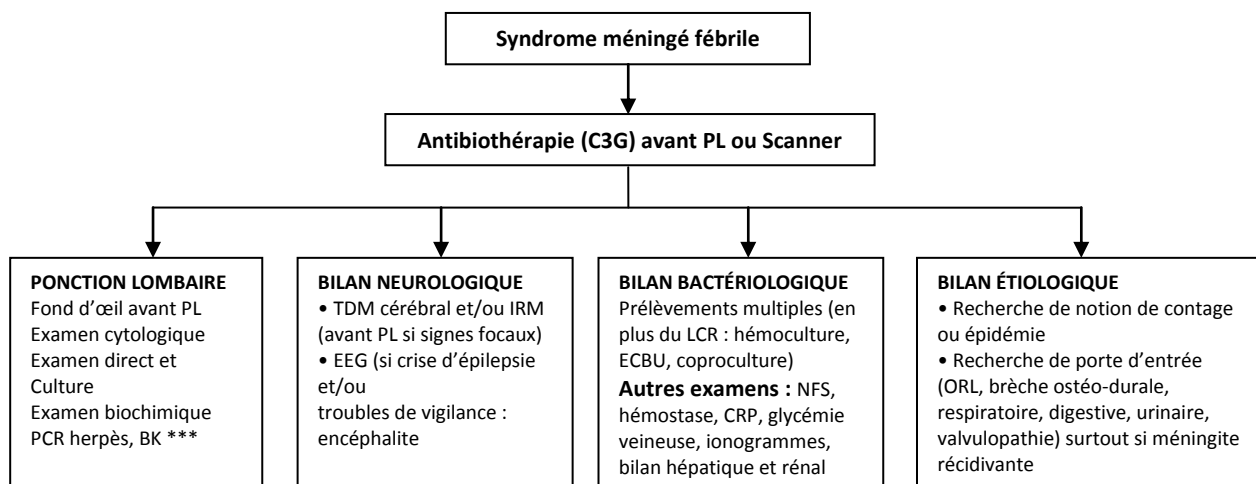 Syndrome méningé fébrile
Antibiothérapie (C3G) avant PL ou Scanner
PONCTION LOMBAIRE
Fond d’œil avant PL
Examen cytologique
Examen direct et
Culture
Examen biochimique
PCR herpès, BK ***
BILAN NEUROLOGIQUE
• TDM cérébral et/ou IRM
(avant PL si signes focaux)
• EEG (si crise d’épilepsie
et/ou
troubles de vigilance :
encéphalite
BILAN BACTÉRIOLOGIQUE
Prélèvements multiples (en
plus du LCR : hémoculture,
ECBU, coproculture)
Autres examens : NFS,
hémostase, CRP, glycémie
veineuse, ionogrammes,
bilan hépatique et rénal
BILAN ÉTIOLOGIQUE
• Recherche de notion de contage
ou épidémie
• Recherche de porte d’entrée
(ORL, brèche ostéo-durale,
respiratoire, digestive, urinaire,
valvulopathie) surtout si méningite
récidivante